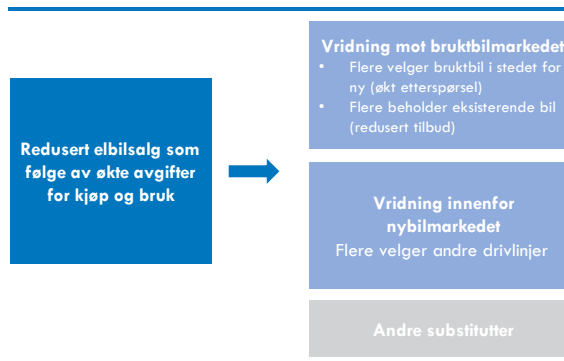 Redusert elbilsalg som
følge av økte avgifter
for kjøp og bruk
Vridning mot bruktbilmarkedet
• Flere velger bruktbil i stedet for
ny (økt etterspørsel)
• Flere beholder eksisterende bil
(redusert tilbud)
Vridning innenfor
nybilmarkedet
Flere velger andre drivlinjer
Andre substitutter